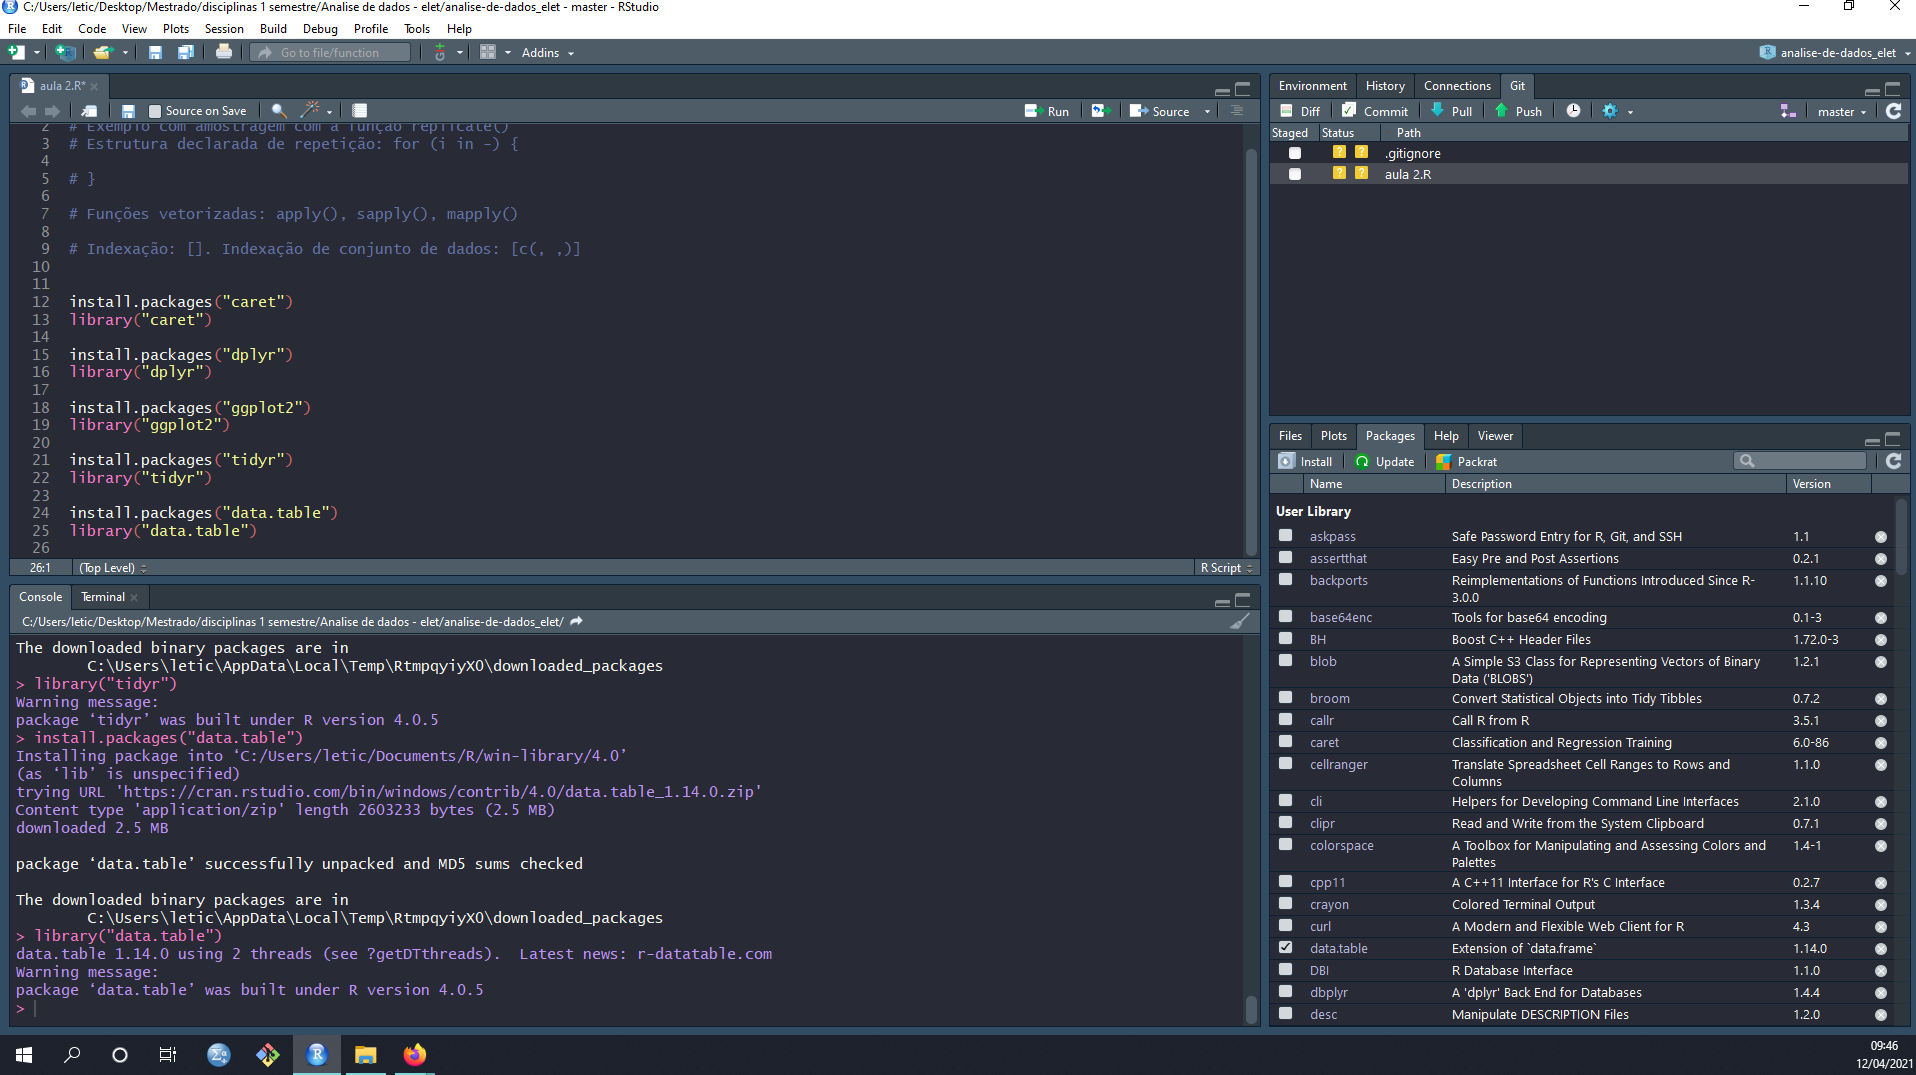 C:/Users/letic/Desktop/Mestrado/disciplinas 1 semestre/Analise de dados - elet/analise-de-dados_elet - master - RStudio
File Edit Code View Plots Session Build Debug Profile Tools Help
Go to file/function Addins analise-de-dados_elet
aula 2.R*
Source on Save Run Source
2 # Exemplo com amostragem com a função replicate()
3 # Estrutura declarada de repetição: for (i in -) {
4
5 # }
6
7 # Funções vetorizadas: apply(), sapply(), mapply()
8
9 # Indexação: []. Indexação de conjunto de dados: [c(, ,)]
10
11
12 install.packages("caret")
13 library("caret")
14
15 install.packages("dplyr")
16 library("dplyr")
17
18 install.packages("ggplot2")
19 library("ggplot2")
20
21 install.packages("tidyr")
22 library("tidyr")
23
24 install.packages("data.table")
25 library("data.table")
26
26:1 (Top Level) R Script
Console Terminal
C:/Users/letic/Desktop/Mestrado/disciplinas 1 semestre/Analise de dados - elet/analise-de-dados_elet/
The downloaded binary packages are in
C:\Users\letic\AppData\Local\Temp\RtmpqyiyXO\downloaded_packages
> library("tidyr")
Warning message:
package ‘tidyr’ was built under R version 4.0.5
> install.packages("data.table")
Installing package into ‘C:/Users/letic/Documents/R/win-library/4.0’
(as ‘lib’ is unspecified)
trying URL 'https://cran.rstudio.com/bin/windows/contrib/4.0/data.table_1.14.0.zip'
Content type 'application/zip' length 2603233 bytes (2.5 MB)
downloaded 2.5 MB
package ‘data.table’ successfully unpacked and MD5 sums checked
The downloaded binary packages are in
C:\Users\letic\AppData\Local\Temp\RtmpqyiyXO\downloaded_packages
> library("data.table")
data.table 1.14.0 using 2 threads (see ?getDTthreads).  Latest news: r-datatable.com
Warning message:
package ‘data.table’ was built under R version 4.0.5
>
Environment History Connections Git
Diff Commit Pull Push master
Staged Status Path
? ? .gitignore
? ? aula 2.R
Files Plots Packages Help Viewer
Install Update Packrat
Name Description Version
User Library
askpass Safe Password Entry for R, Git, and SSH 1.1
assertthat Easy Pre and Post Assertions 0.2.1
backports Reimplementations of Functions Introduced Since R- 1.1.10
3.0.0
base64enc Tools for base64 encoding 0.1-3
BH Boost C++ Header Files 1.72.0-3
blob A Simple S3 Class for Representing Vectors of Binary 1.2.1
Data ('BLOBS')
broom Convert Statistical Objects into Tidy Tibbles 0.7.2
callr Call R from R 3.5.1
caret Classification and Regression Training 6.0-86
cellranger Translate Spreadsheet Cell Ranges to Rows and 1.1.0
Columns
cli Helpers for Developing Command Line Interfaces 2.1.0
clipr Read and Write from the System Clipboard 0.7.1
colorspace A Toolbox for Manipulating and Assessing Colors and 1.4-1
Palettes
cpp11 A C++11 Interface for R's C Interface 0.2.7
crayon Colored Terminal Output 1.3.4
curl A Modern and Flexible Web Client for R 4.3
data.table Extension of `data.frame` 1.14.0
DBI R Database Interface 1.1.0
dbplyr A 'dplyr' Back End for Databases 1.4.4
desc Manipulate DESCRIPTION Files 1.2.0
09:46
12/04/2021